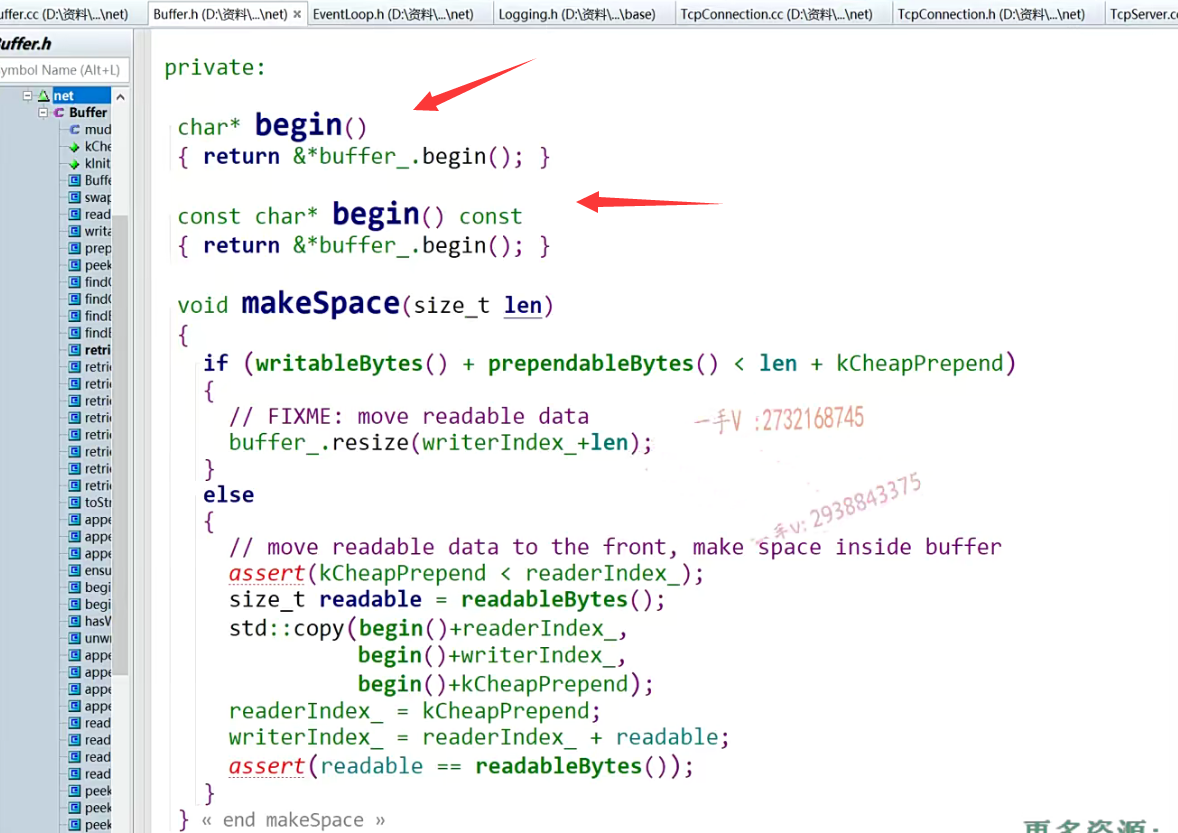 uffer.cc (D:\资料\...\net) Buffer.h (D:\资料\...\net) × EventLoop.h (D:\资料\...\net) Logging.h (D:\资料\...\base) TcpConnection.cc (D:\资料\...\net) TcpConnection.h (D:\资料\...\net) TcpServer.c
uffer.h
ymbol Name (Alt+L)
net
Buffer
mud
kChe
kInit
Buffe
swap
read
writa
prep
peek
find
find
find
find
retri
retri
retri
retri
retri
retri
retri
retri
retri
toStr
appe
appe
appe
ensu
begi
begi
hasW
unwr
appe
appe
appe
appe
read
read
read
read
peek
peek
peek
private:
char* begin()
{ return &*buffer_.begin(); }
const char* begin() const
{ return &*buffer_.begin(); }
void makeSpace(size_t len)
{
if (writableBytes() + prependableBytes() < len + kCheapPrepend)
{
// FIXME: move readable data
buffer_.resize(writerIndex_+len);
}
else
{
// move readable data to the front, make space inside buffer
assert(kCheapPrepend < readerIndex_);
size_t readable = readableBytes();
std::copy(begin()+readerIndex_,
begin()+writerIndex_,
begin()+kCheapPrepend);
readerIndex_ = kCheapPrepend;
writerIndex_ = readerIndex_ + readable;
assert(readable == readableBytes());
}
} « end makeSpace »
一手V :2732168745
一手v: 2938843375
更多资源: